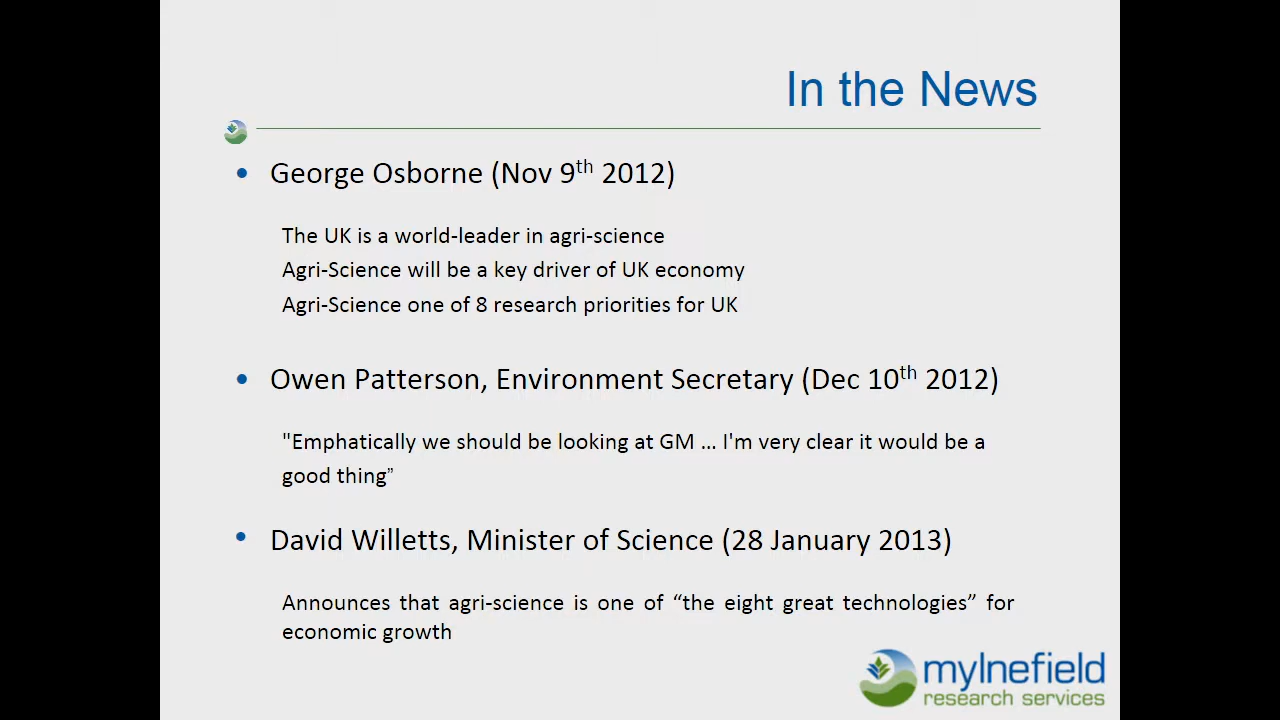 In the News
• George Osborne (Nov 9th 2012)
The UK is a world-leader in agri-science
Agri-Science will be a key driver of UK economy
Agri-Science one of 8 research priorities for UK
• Owen Patterson, Environment Secretary (Dec 10th 2012)
"Emphatically we should be looking at GM … I'm very clear it would be a
good thing”
• David Willetts, Minister of Science (28 January 2013)
Announces that agri-science is one of “the eight great technologies” for
economic growth
mylnefield
research services